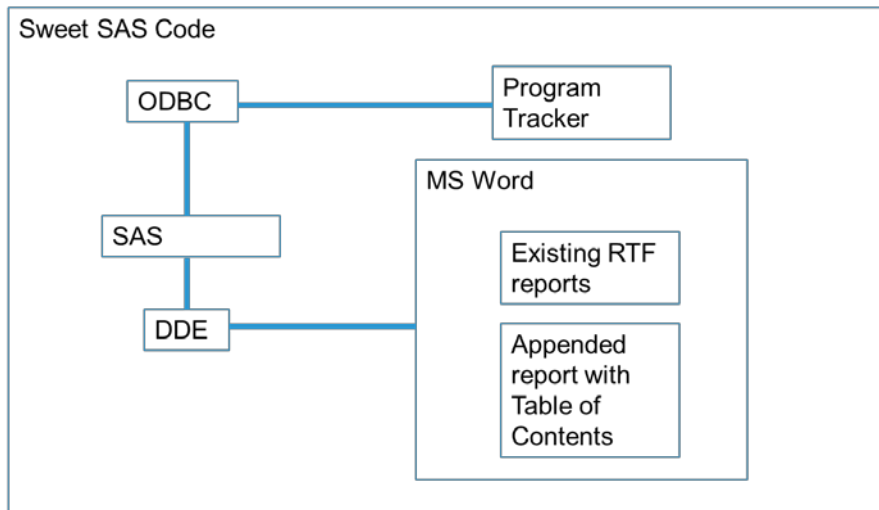 Sweet SAS Code
ODBC
Program
Tracker
MS Word
SAS
Existing RTF
reports
DDE
Appended
report with
Table of
Contents